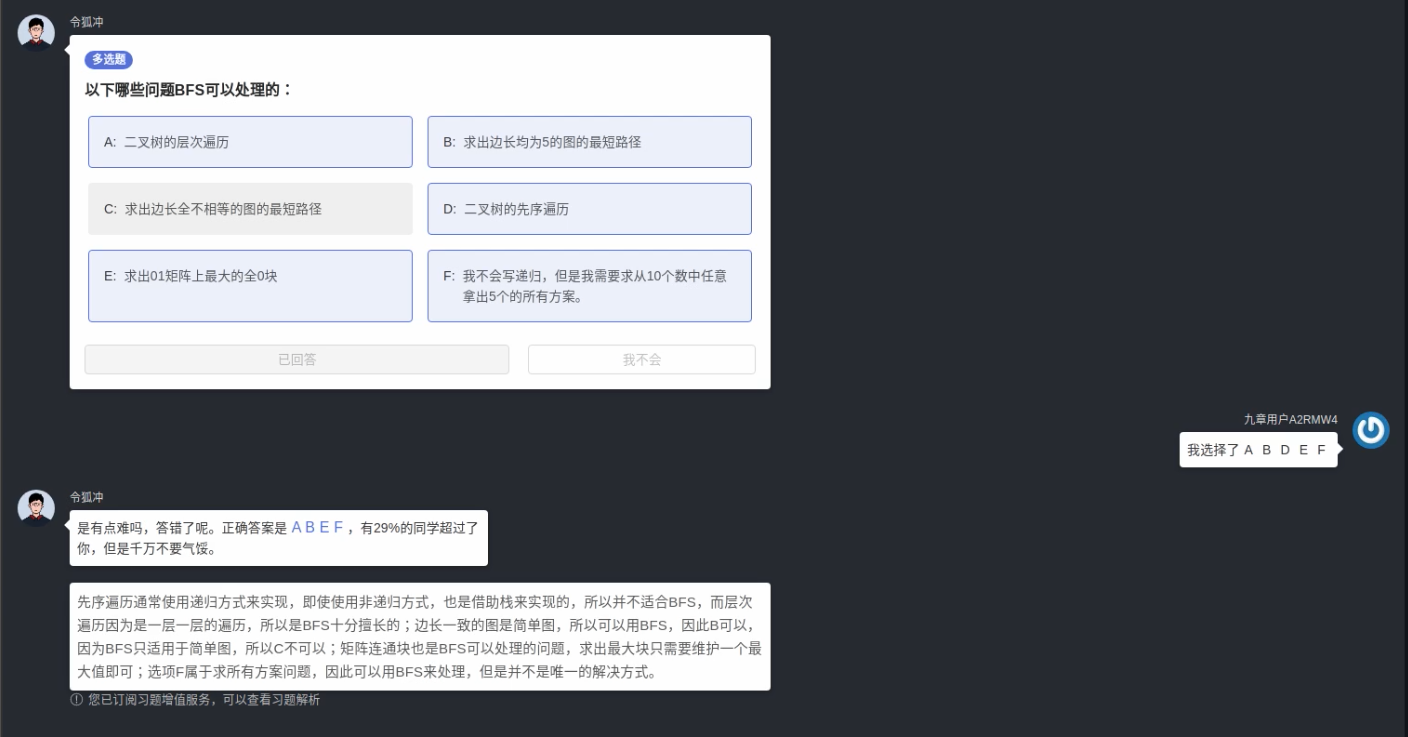 令狐冲
多选题
以下哪些问题BFS可以处理的：
A: 二叉树的层次遍历
B: 求出边长均为5的图的最短路径
C: 求出边长全不相等的图的最短路径
D: 二叉树的先序遍历
E: 求出01矩阵上最大的全0块
F: 我不会写递归，但是我需要求从10个数中任意
拿出5个的所有方案。
已回答
我不会
九章用户A2RMW4
我选择了 A B D E F
令狐冲
是有点难吗，答错了呢。正确答案是 A B E F ，有29%的同学超过了
你，但是千万不要气馁。
先序遍历通常使用递归方式来实现，即使使用非递归方式，也是借助栈来实现的，所以并不适合BFS，而层次
遍历因为是一层一层的遍历，所以是BFS十分擅长的；边长一致的图是简单图，所以可以用BFS，因此B可以，
因为BFS只适用于简单图，所以C不可以；矩阵连通块也是BFS可以处理的问题，求出最大块只需要维护一个最
大值即可；选项F属于求所有方案问题，因此可以用BFS来处理，但是并不是唯一的解决方式。
您已订阅习题增值服务，可以查看习题解析